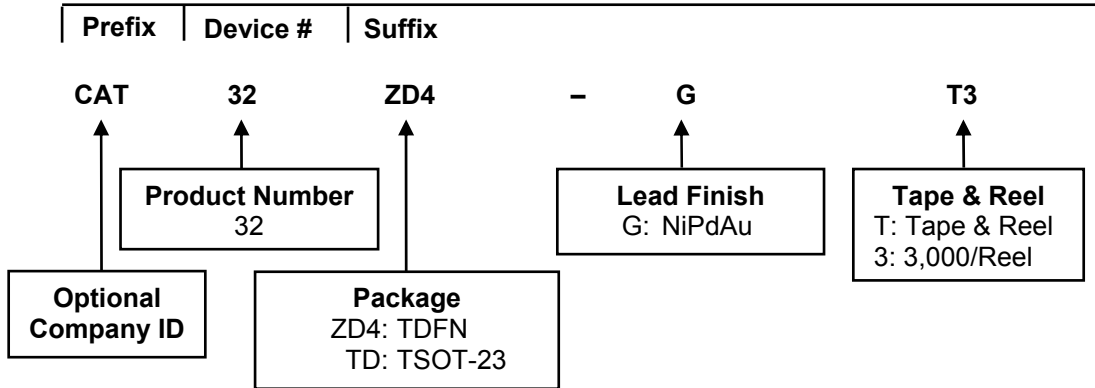 Prefix Device # Suffix
CAT 32 ZD4 – G T3
Product Number
32
Lead Finish
G: NiPdAu
Tape & Reel
T: Tape & Reel
3: 3,000/Reel
Optional
Company ID
Package
ZD4: TDFN
TD: TSOT-23